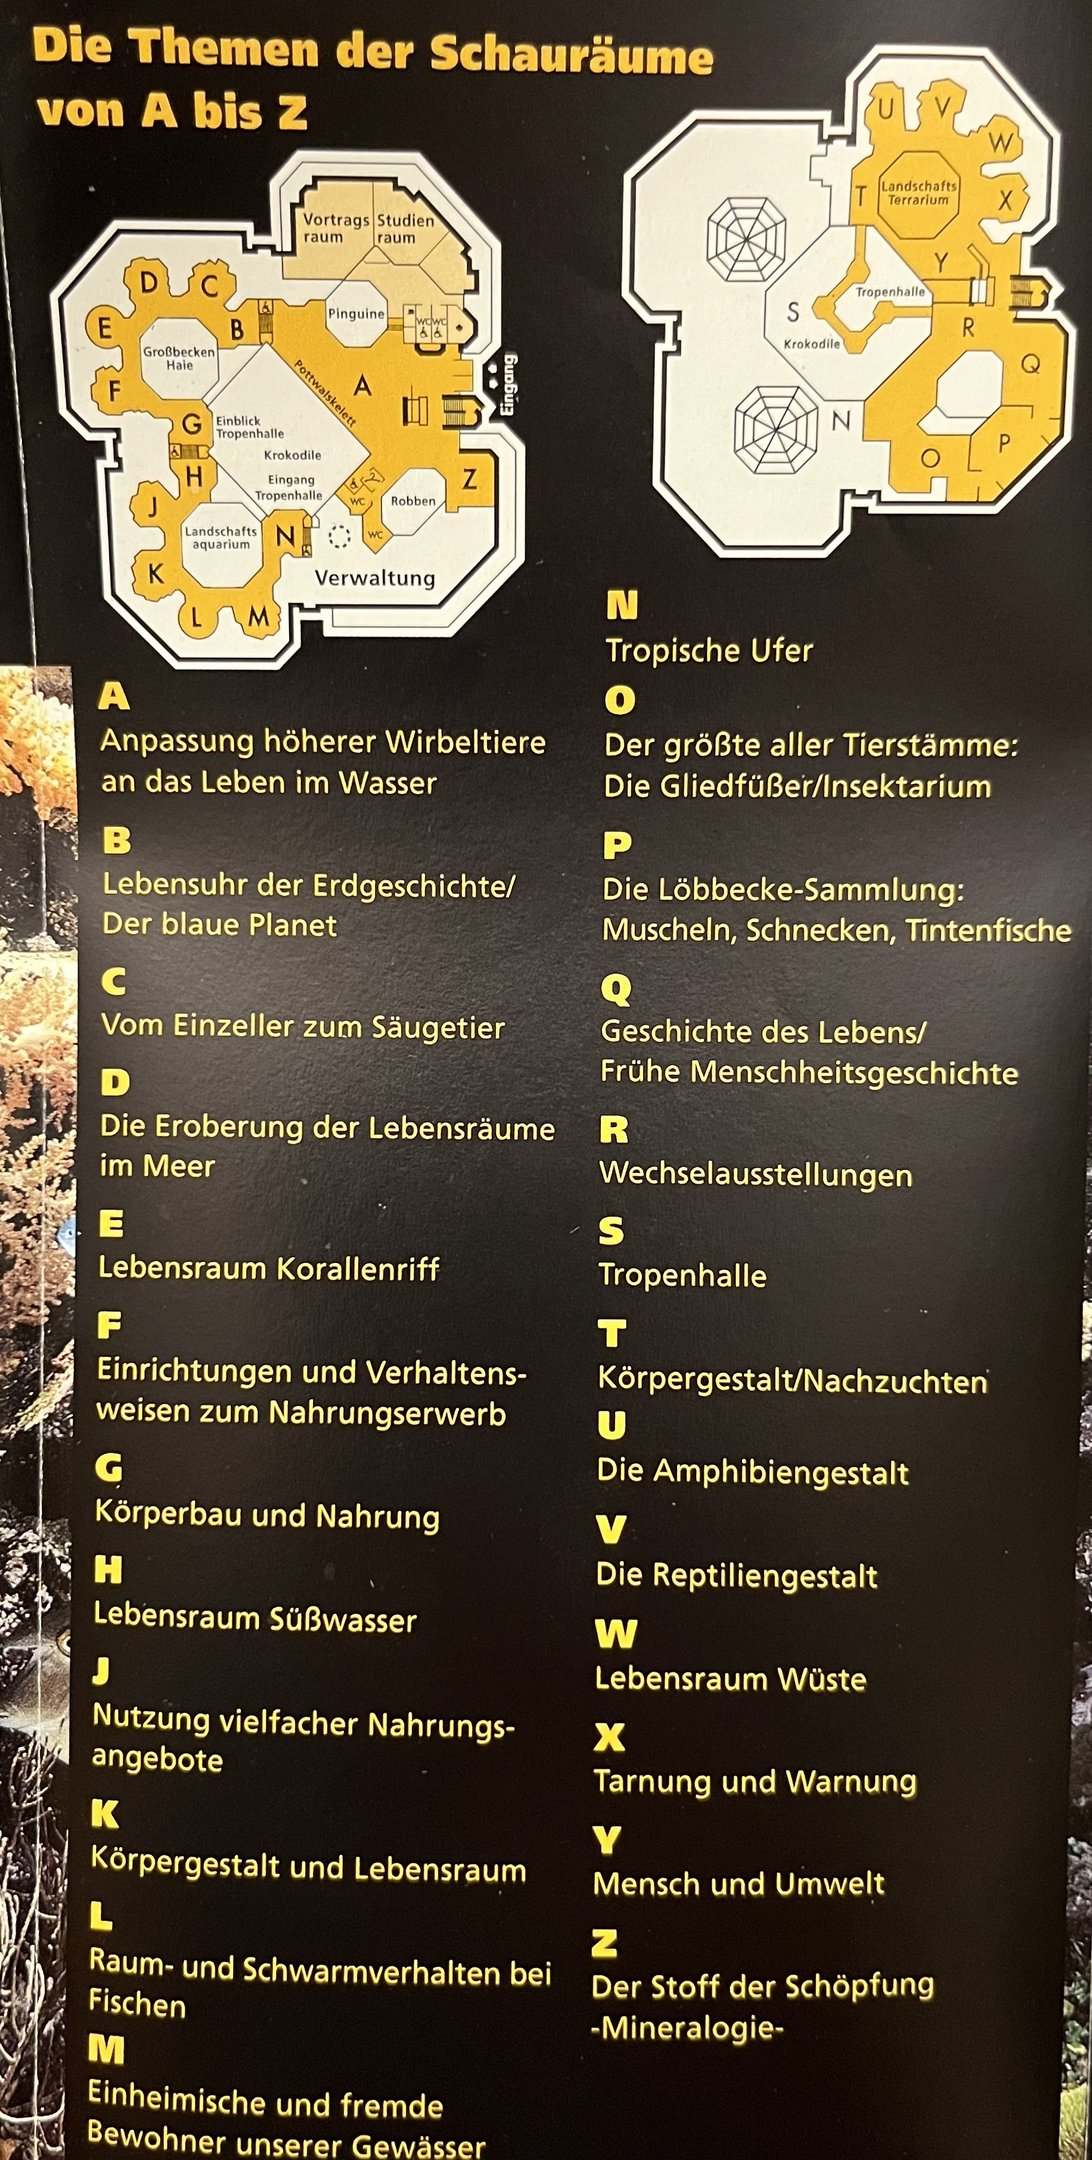 Die Themen der Schauräume
von A bis Z
Vortrags
raum
Studien
raum
D
C
Pinguine
WC
WC
E
B
Großbecken
Haie
A
Pottwalskelett
Eingang
F
G
Einblick
Tropenhalle
Krokodile
H
Eingang
Tropenhalle
WC
Robben
Z
J
Landschafts
aquarium
N
WC
K
Verwaltung
L
M
U
V
W
T
Landschafts
Terrarium
X
Y
Tropenhalle
S
R
Krokodile
Q
N
O
P
A
Anpassung höherer Wirbeltiere
an das Leben im Wasser
B
Lebensuhr der Erdgeschichte/
Der blaue Planet
C
Vom Einzeller zum Säugetier
D
Die Eroberung der Lebensräume
im Meer
E
Lebensraum Korallenriff
F
Einrichtungen und Verhaltens-
weisen zum Nahrungserwerb
G
Körperbau und Nahrung
H
Lebensraum Süßwasser
J
Nutzung vielfacher Nahrungs-
angebote
K
Körpergestalt und Lebensraum
L
Raum- und Schwarmverhalten bei
Fischen
M
Einheimische und fremde
Bewohner unserer Gewässer
N
Tropische Ufer
O
Der größte aller Tierstämme:
Die Gliedfüßer/Insektarium
P
Die Löbbecke-Sammlung:
Muscheln, Schnecken, Tintenfische
Q
Geschichte des Lebens/
Frühe Menschheitsgeschichte
R
Wechselausstellungen
S
Tropenhalle
T
Körpergestalt/Nachzuchten
U
Die Amphibiengestalt
V
Die Reptiliengestalt
W
Lebensraum Wüste
X
Tarnung und Warnung
Y
Mensch und Umwelt
Z
Der Stoff der Schöpfung
-Mineralogie-